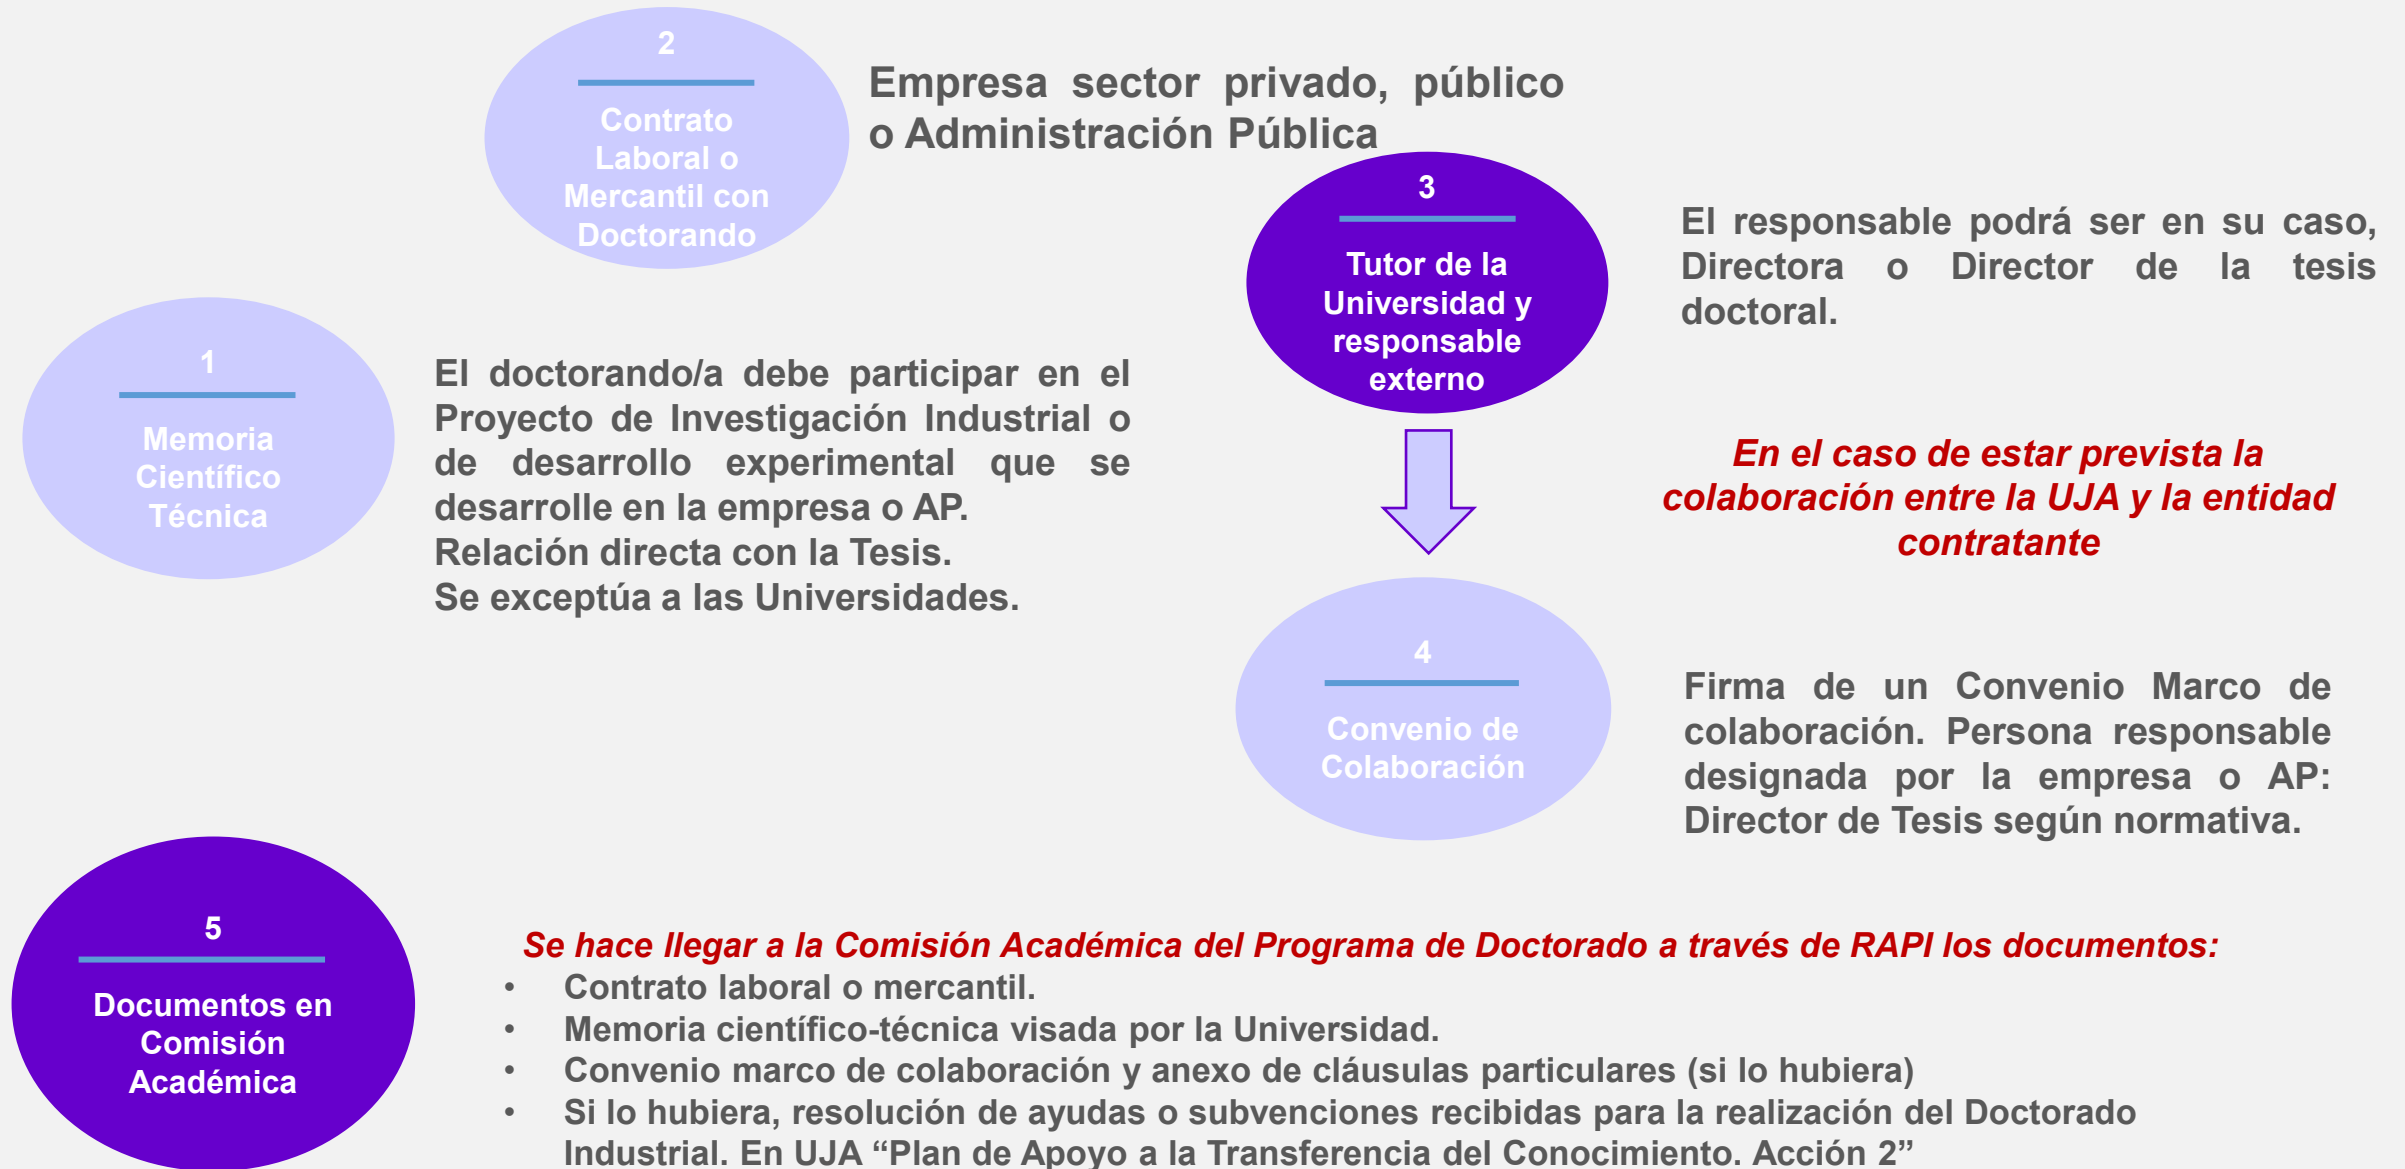 2
Contrato
Laboral o
Mercantil con
Doctorando
Empresa sector privado, público
o Administración Pública
3
Tutor de la
Universidad y
responsable
externo
El responsable podrá ser en su caso,
Directora o Director de la tesis
doctoral.
1
Memoria
Científico
Técnica
El doctorando/a debe participar en el
Proyecto de Investigación Industrial o
de desarrollo experimental que se
desarrolle en la empresa o AP.
Relación directa con la Tesis.
Se exceptúa a las Universidades.
En el caso de estar prevista la
colaboración entre la UJA y la entidad
contratante
4
Convenio de
Colaboración
Firma de un Convenio Marco de
colaboración. Persona responsable
designada por la empresa o AP:
Director de Tesis según normativa.
5
Documentos en
Comisión
Académica
Se hace llegar a la Comisión Académica del Programa de Doctorado a través de RAPI los documentos:
• Contrato laboral o mercantil.
• Memoria científico-técnica visada por la Universidad.
• Convenio marco de colaboración y anexo de cláusulas particulares (si lo hubiera)
• Si lo hubiera, resolución de ayudas o subvenciones recibidas para la realización del Doctorado
Industrial. En UJA “Plan de Apoyo a la Transferencia del Conocimiento. Acción 2”